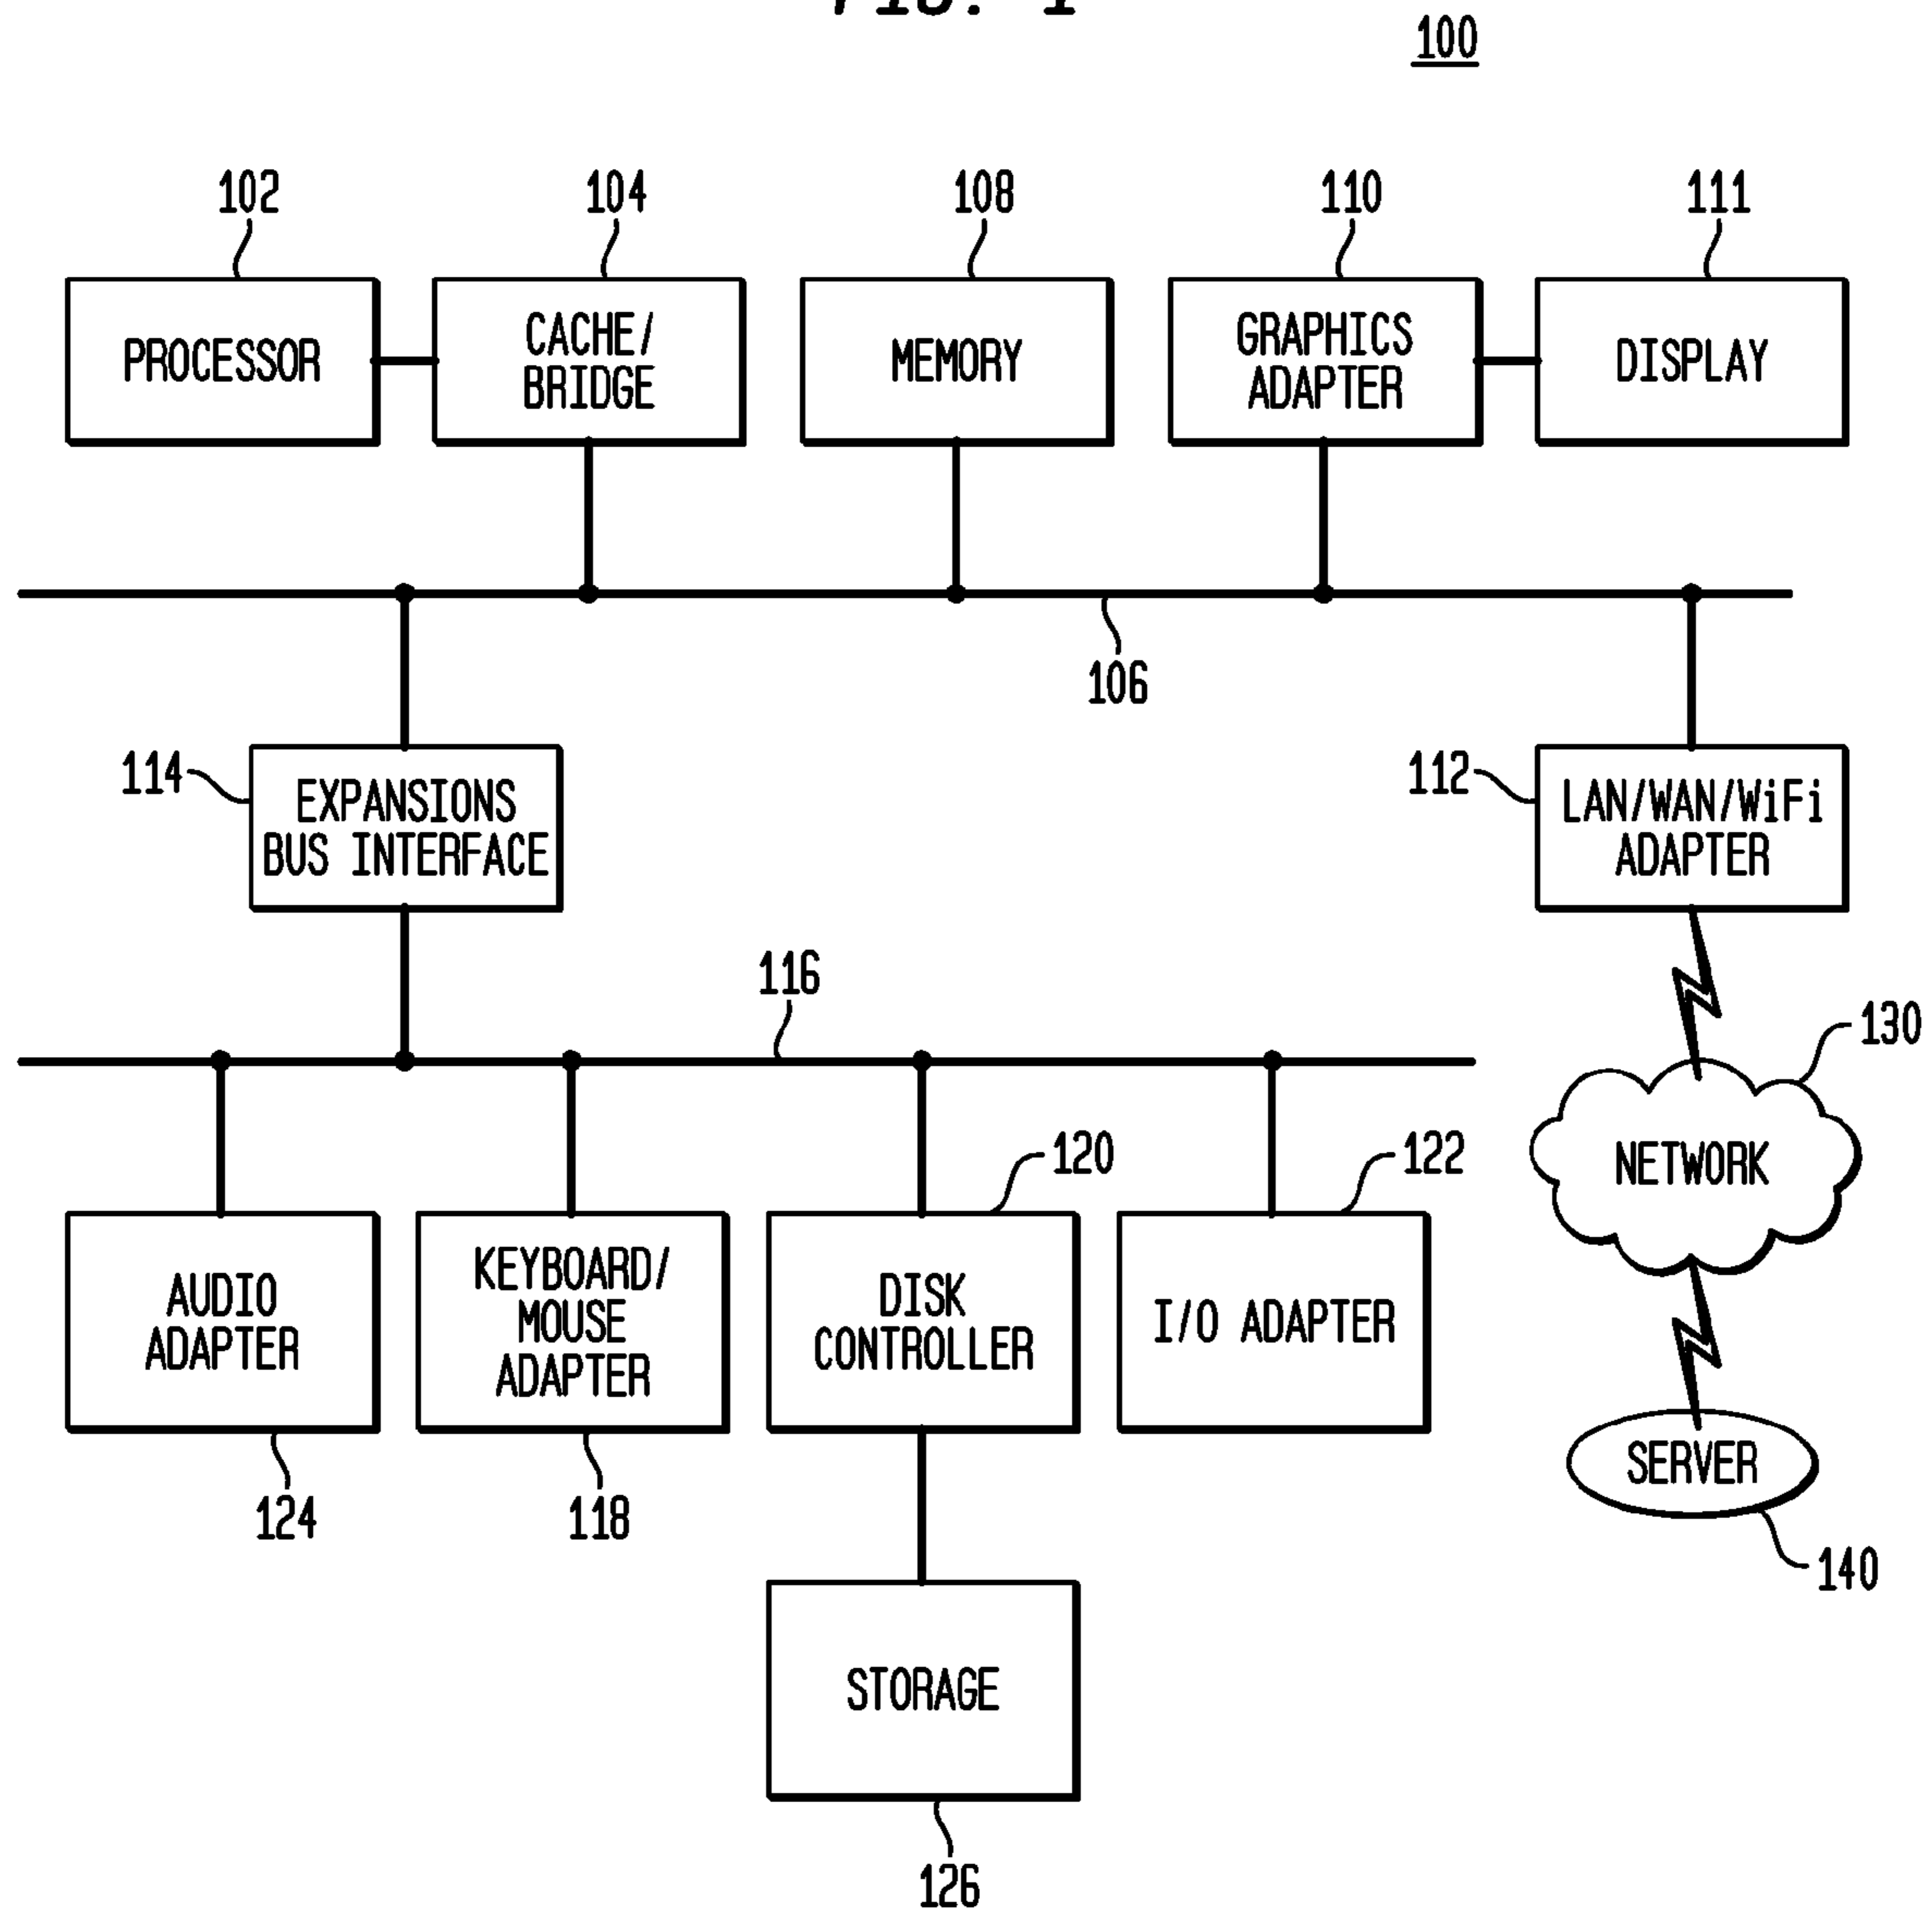 FIG. 1
100
102
104
108
110
111
PROCESSOR
CACHE/
BRIDGE
MEMORY
GRAPHICS
ADAPTER
DISPLAY
106
114
EXPANSIONS
BUS INTERFACE
112
LAN/WAN/WiFi
ADAPTER
116
130
NETWORK
120
122
AUDIO
ADAPTER
KEYBOARD/
MOUSE
ADAPTER
DISK
CONTROLLER
I/O ADAPTER
SERVER
124
118
140
STORAGE
126